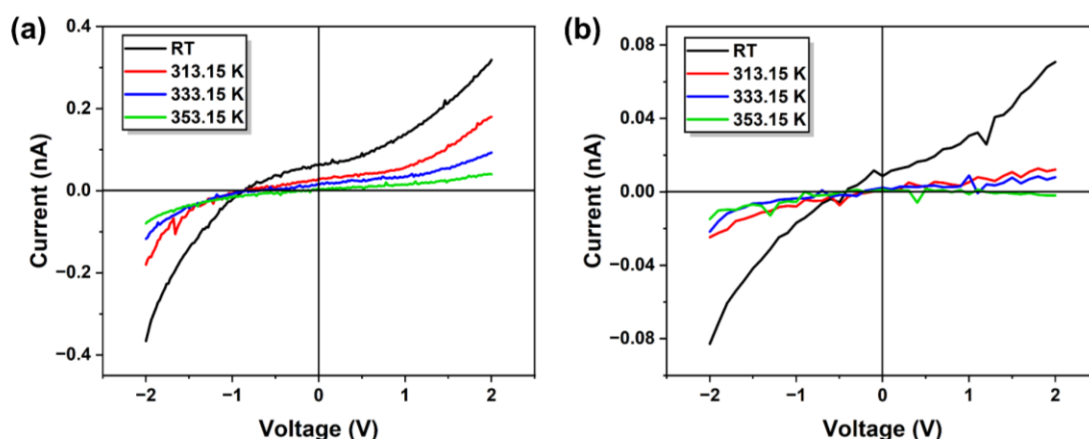 (a)
RT
313.15 K
333.15 K
353.15 K
0.4
0.2
0.0
−0.2
−0.4
Current (nA)
−2
−1
0
1
2
Voltage (V)
(b)
RT
313.15 K
333.15 K
353.15 K
0.08
0.04
0.00
−0.04
−0.08
Current (nA)
−2
−1
0
1
2
Voltage (V)